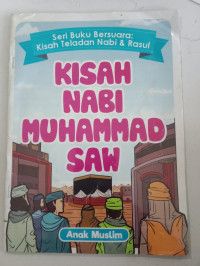 Seri Buku Bersuara:
Kisah Teladan Nabi & Rasul
KISAH
NABI
MUHAMMAD
SAW
Anak Muslim